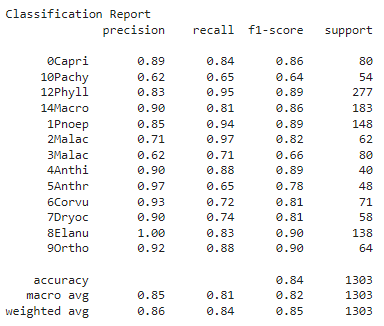 Classification Report
precision recall f1-score support
0Capri 0.89 0.84 0.86 80
10Pachy 0.62 0.65 0.64 54
12Phyll 0.83 0.95 0.89 277
14Macro 0.90 0.81 0.86 183
1Pnoep 0.85 0.94 0.89 148
2Malac 0.71 0.97 0.82 62
3Malac 0.62 0.71 0.66 80
4Anthi 0.90 0.88 0.89 40
5Anthr 0.97 0.65 0.78 48
6Corvu 0.93 0.72 0.81 71
7Dryoc 0.90 0.74 0.81 58
8Elanu 1.00 0.83 0.90 138
9Ortho 0.92 0.88 0.90 64
accuracy 0.84 1303
macro avg 0.85 0.81 0.82 1303
weighted avg 0.86 0.84 0.85 1303